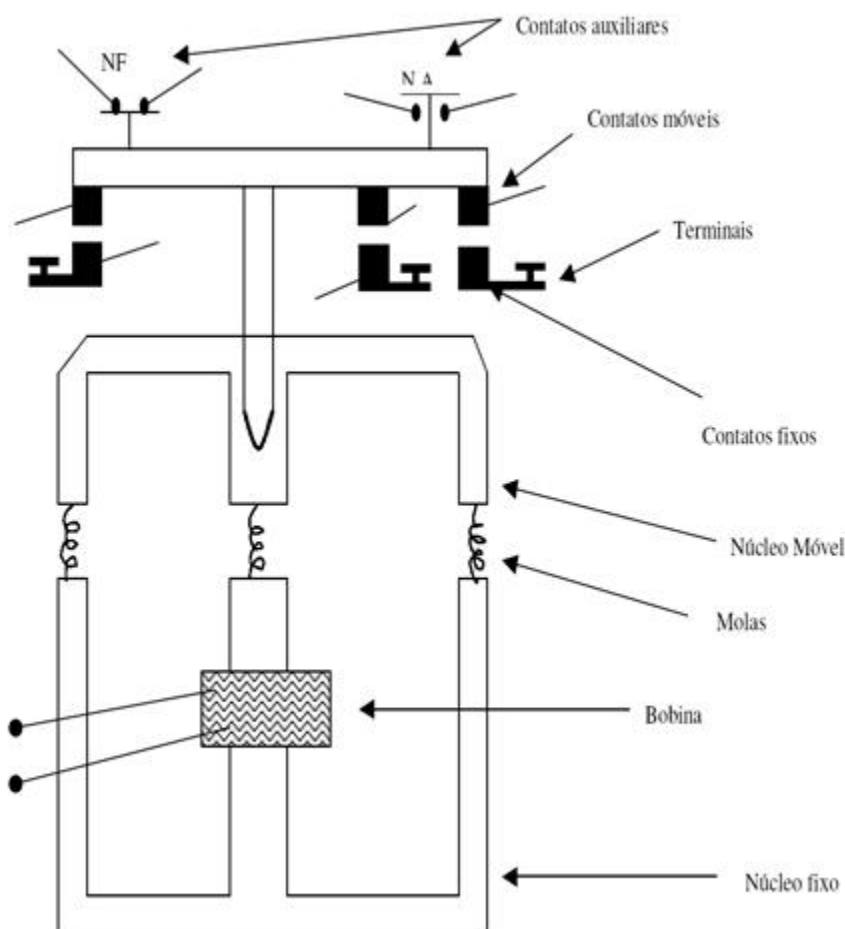 Contatos auxiliares
NF
N A
Contatos móveis
Terminais
Contatos fixos
Núcleo Móvel
Molas
Bobina
Núcleo fixo